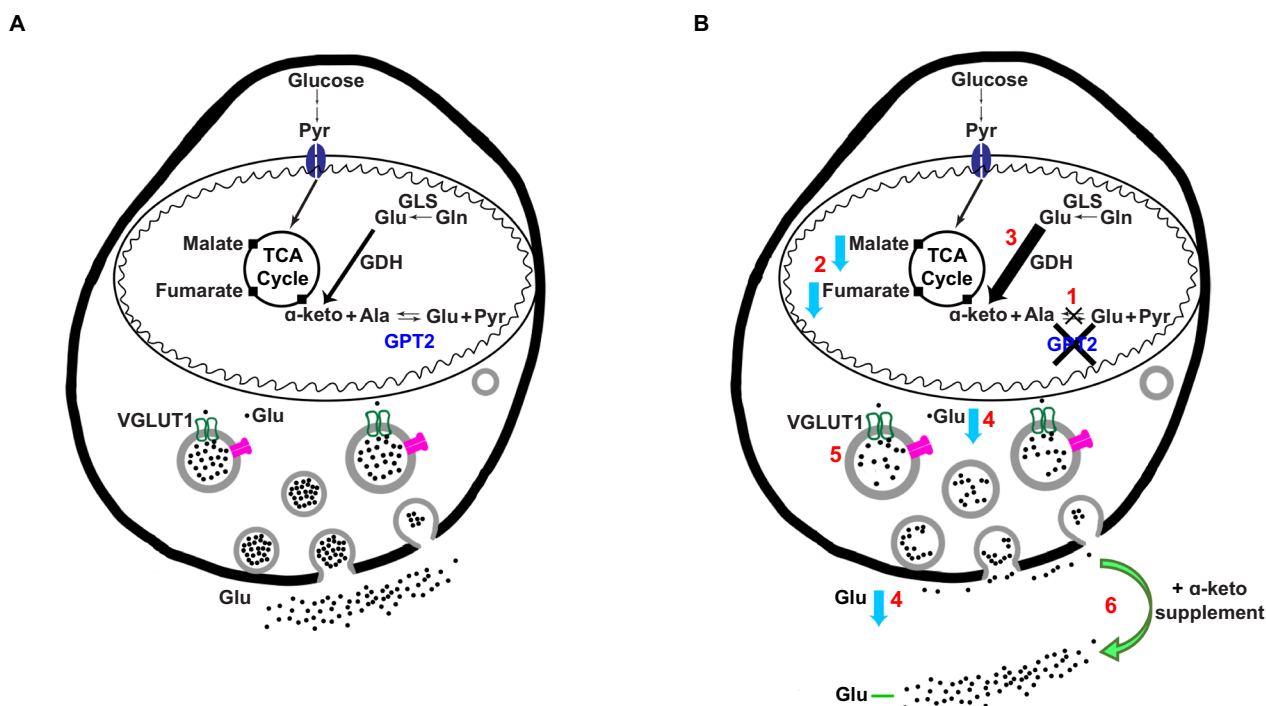 A
Glucose
Pyr
GLS
Glu Gln
Malate
TCA
Cycle
GDH
Fumarate
α-keto + Ala Glu + Pyr
GPT2
VGLUT1
Glu
Glu
B
Glucose
Pyr
GLS
Glu Gln
3
Malate
TCA
Cycle
GDH
2
Fumarate
1
α-keto + Ala Glu + Pyr
GPT2
VGLUT1
Glu 4
5
Glu 4
6
+ α-keto
supplement
Glu